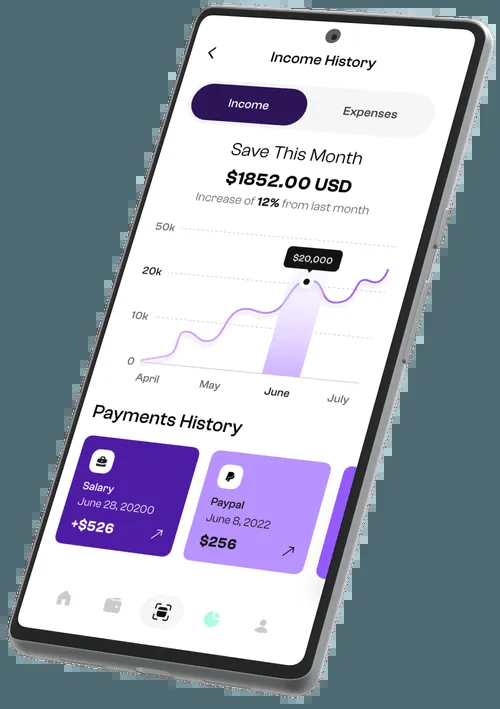 Income History
Income
Expenses
Save This Month
$1852.00 USD
Increase of 12% from last month
50k
$20,000
20k
10k
0
April
May
June
July
Payments History
Salary
June 28, 20200
+$526
Paypal
June 8, 2022
$256